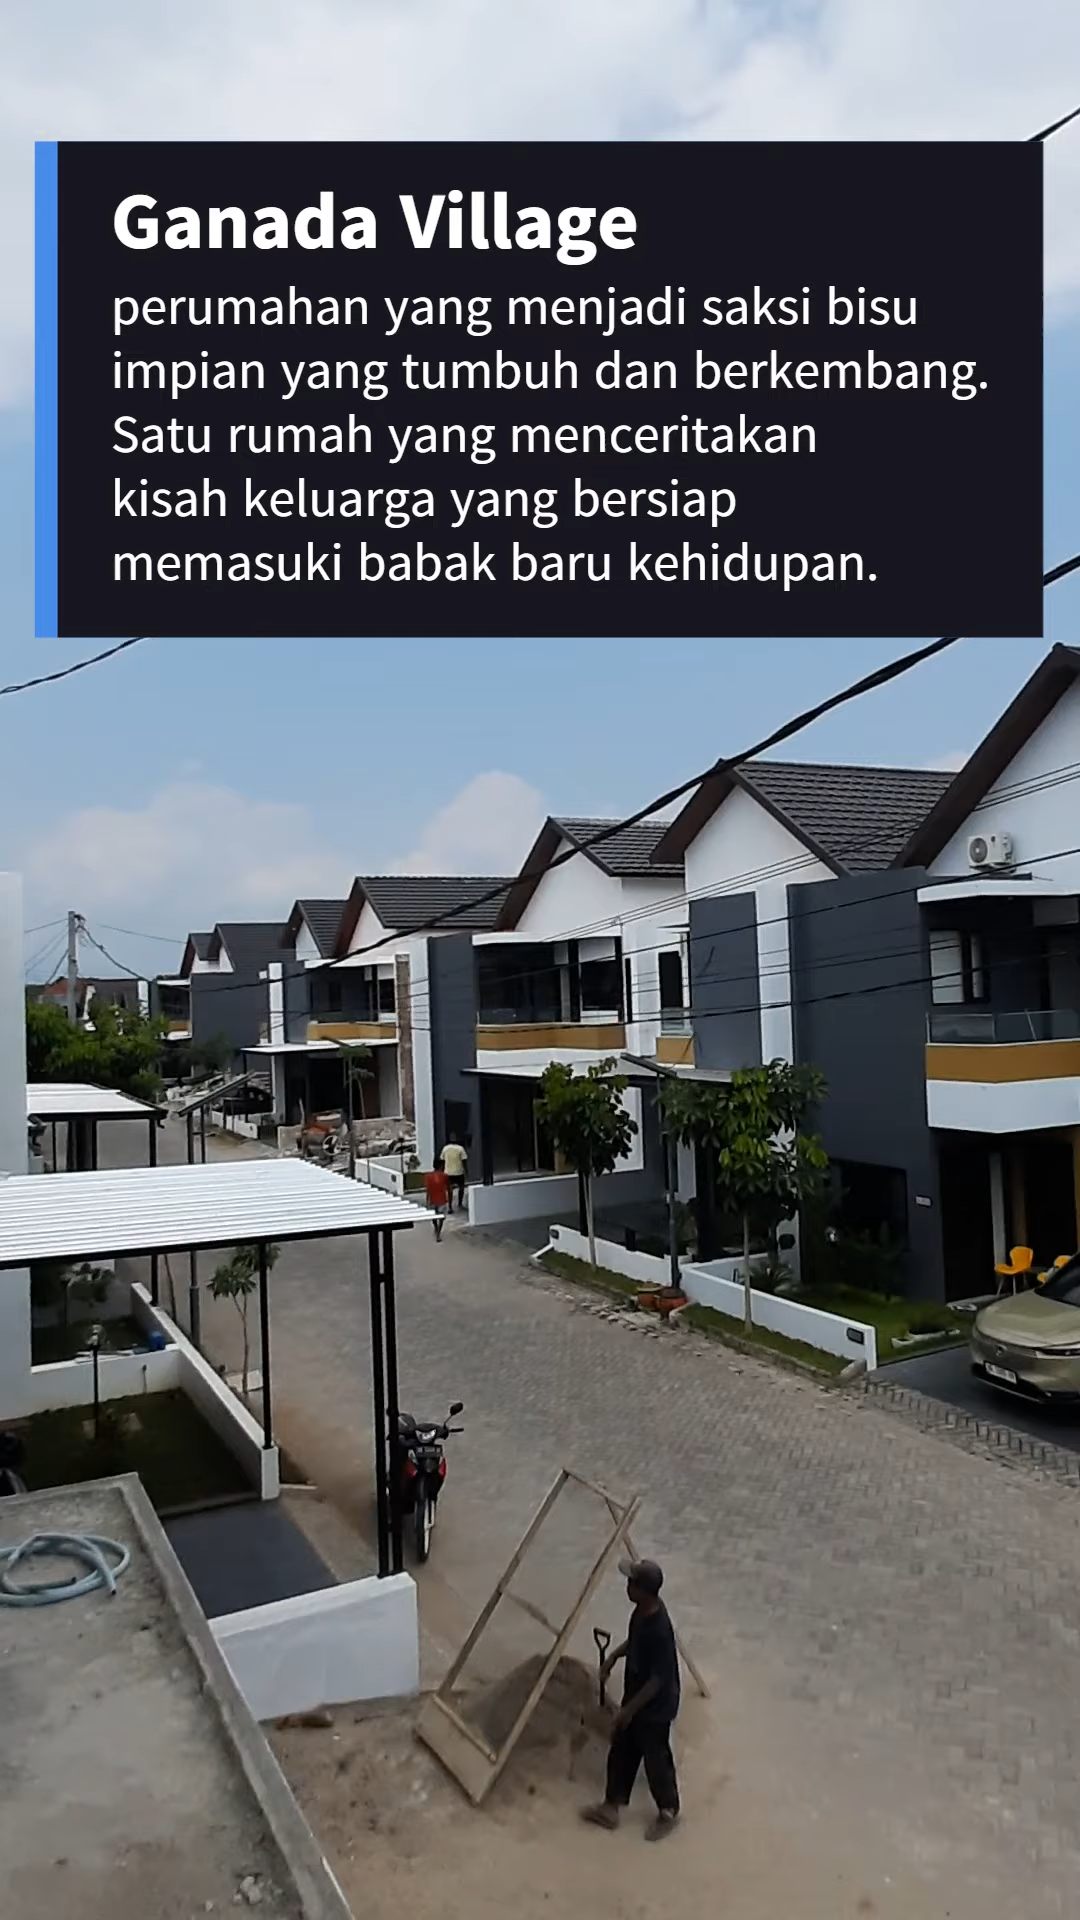 Ganada Village
perumahan yang menjadi saksi bisu
impian yang tumbuh dan berkembang.
Satu rumah yang menceritakan
kisah keluarga yang bersiap
memasuki babak baru kehidupan.